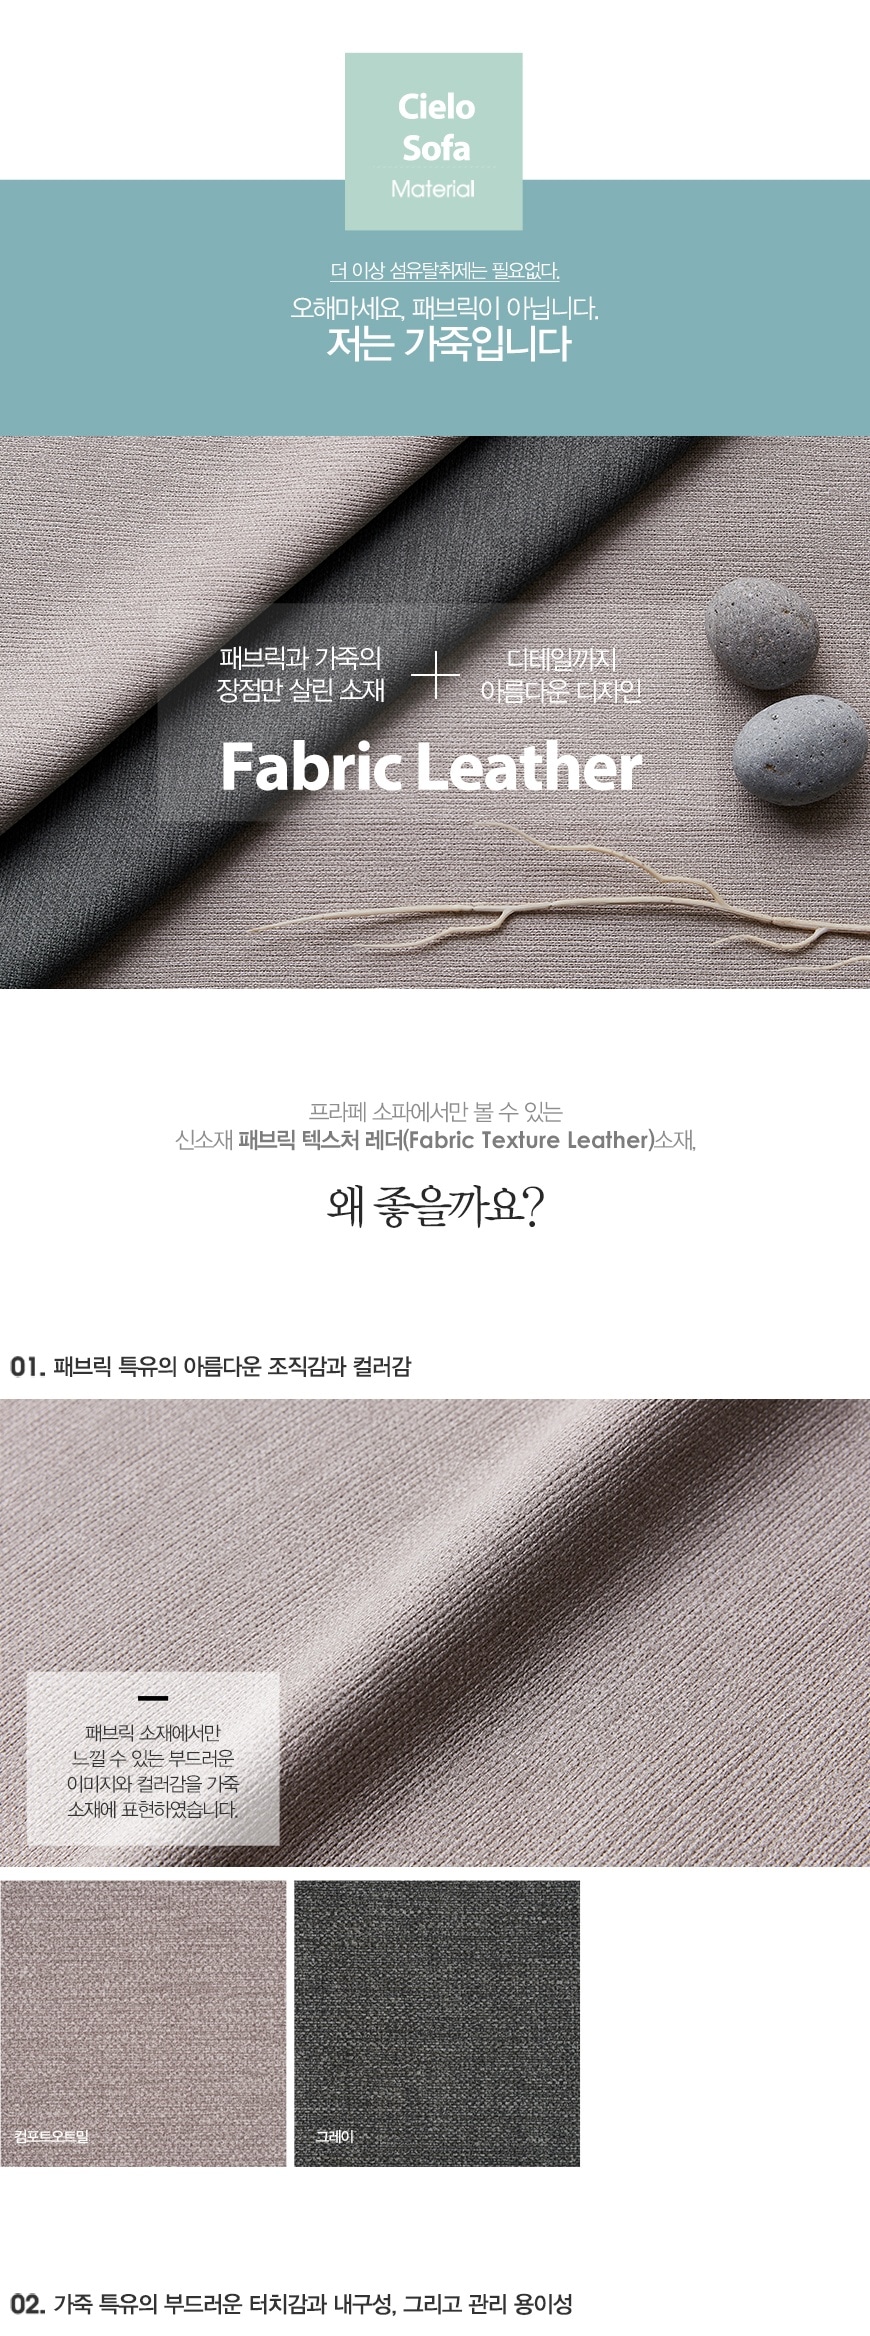 Cielo
Sofa
Material
더 이상 섬유탈취제는 필요없다.
오해마세요, 패브릭이 아닙니다.
저는 가죽입니다
패브릭과 가죽의
장점만 살린 소재
디테일까지
아름다운 디자인
Fabric Leather
프라페 소파에서만 볼 수 있는
신소재 패브릭 텍스처 레더(Fabric Texture Leather)소재,
왜 좋을까요?
01. 패브릭 특유의 아름다운 조직감과 컬러감
패브릭 소재에서만
느낄 수 있는 부드러운
이미지와 컬러감을 가죽
소재에 표현하였습니다.
컴포트오트밀
그레이
02. 가죽 특유의 부드러운 터치감과 내구성, 그리고 관리 용이성